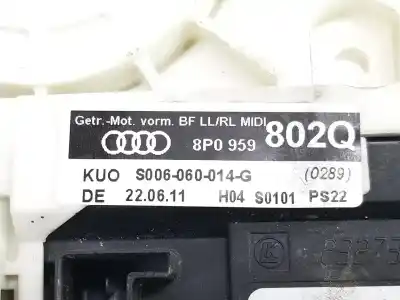 Getr.-Mot. vorm. BF LL/RL MIDI
8P0 959 802Q
KUO S006-060-014-G (0289)
DE 22.06.11 H04 S0101 PS22